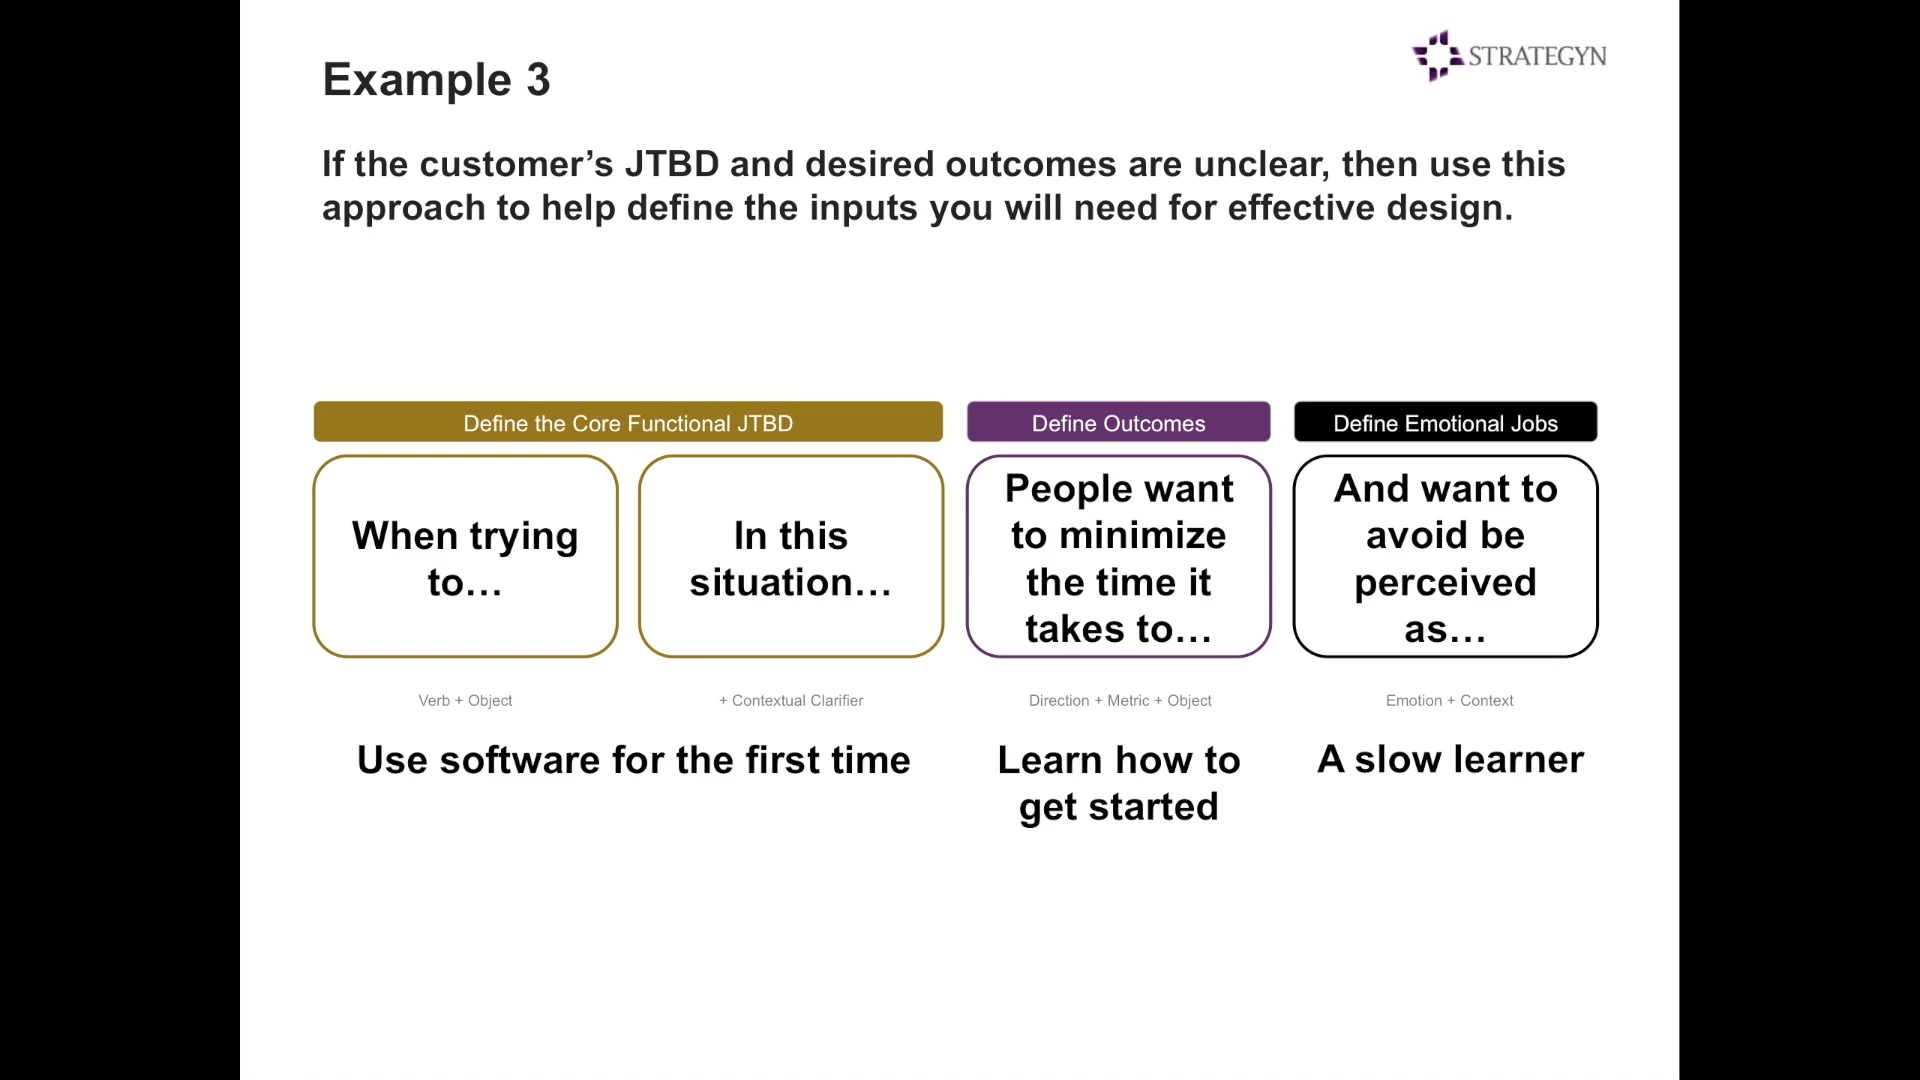 STRATEGYN
Example 3
If the customer’s JTBD and desired outcomes are unclear, then use this
approach to help define the inputs you will need for effective design.
Define the Core Functional JTBD
Define Outcomes
Define Emotional Jobs
When trying
to…
In this
situation…
People want
to minimize
the time it
takes to…
And want to
avoid be
perceived
as…
Verb + Object
+ Contextual Clarifier
Direction + Metric + Object
Emotion + Context
Use software for the first time
Learn how to
get started
A slow learner